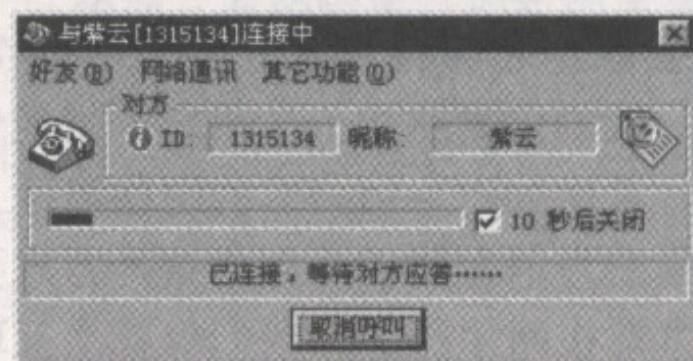 与紫云[1315134]连接中
好友(B) 网络通讯 其它功能(O)
对方
ID: 1315134 昵称: 紫云
10 秒后关闭
已连接，等待对方应答……
取消呼叫